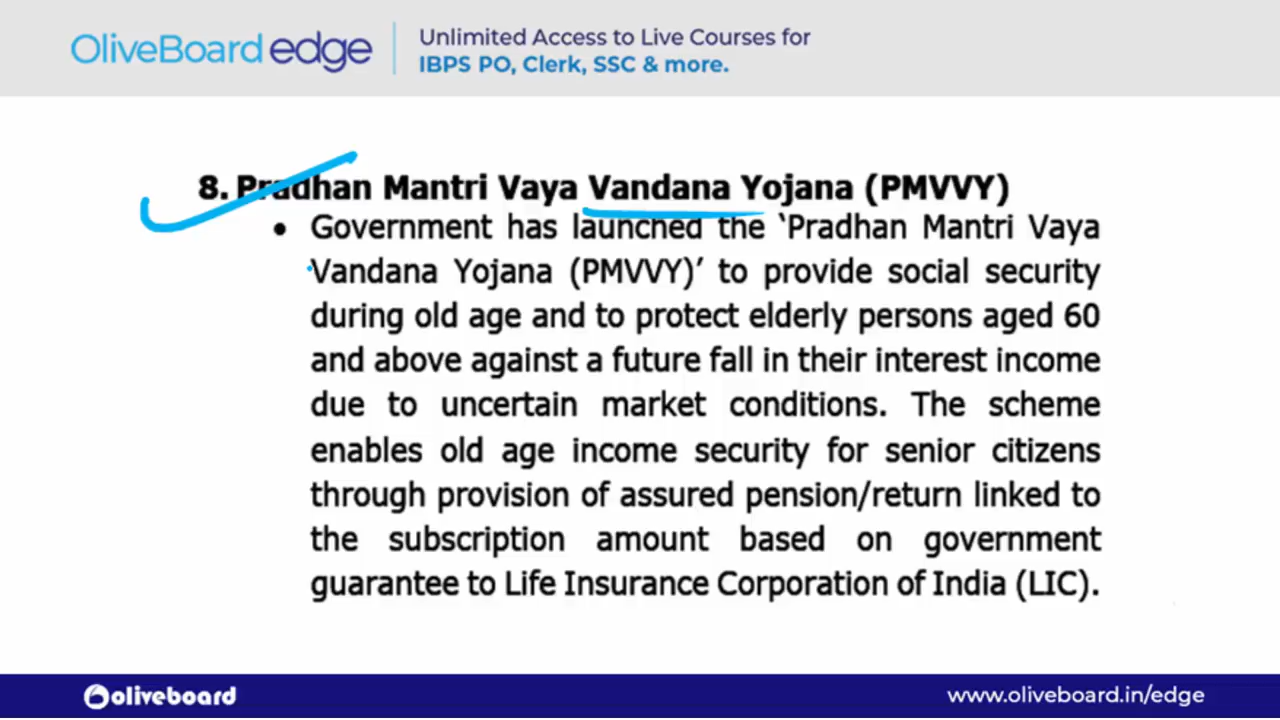 OliveBoard edge
Unlimited Access to Live Courses for
IBPS PO, Clerk, SSC & more.
8. Pradhan Mantri Vaya Vandana Yojana (PMVVY)
• Government has launched the ‘Pradhan Mantri Vaya
Vandana Yojana (PMVVY)’ to provide social security
during old age and to protect elderly persons aged 60
and above against a future fall in their interest income
due to uncertain market conditions. The scheme
enables old age income security for senior citizens
through provision of assured pension/return linked to
the subscription amount based on government
guarantee to Life Insurance Corporation of India (LIC).
oliveboard
www.oliveboard.in/edge